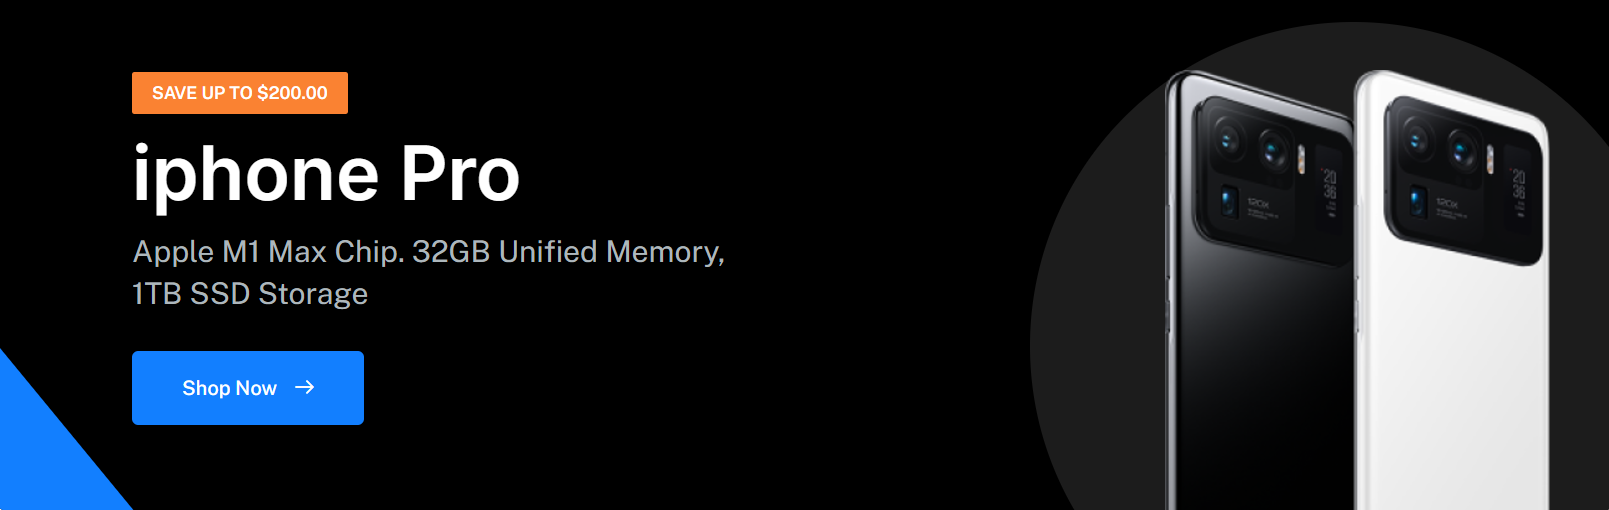 SAVE UP TO $200.00
iphone Pro
Apple M1 Max Chip. 32GB Unified Memory,
1TB SSD Storage
Shop Now
120X
120X